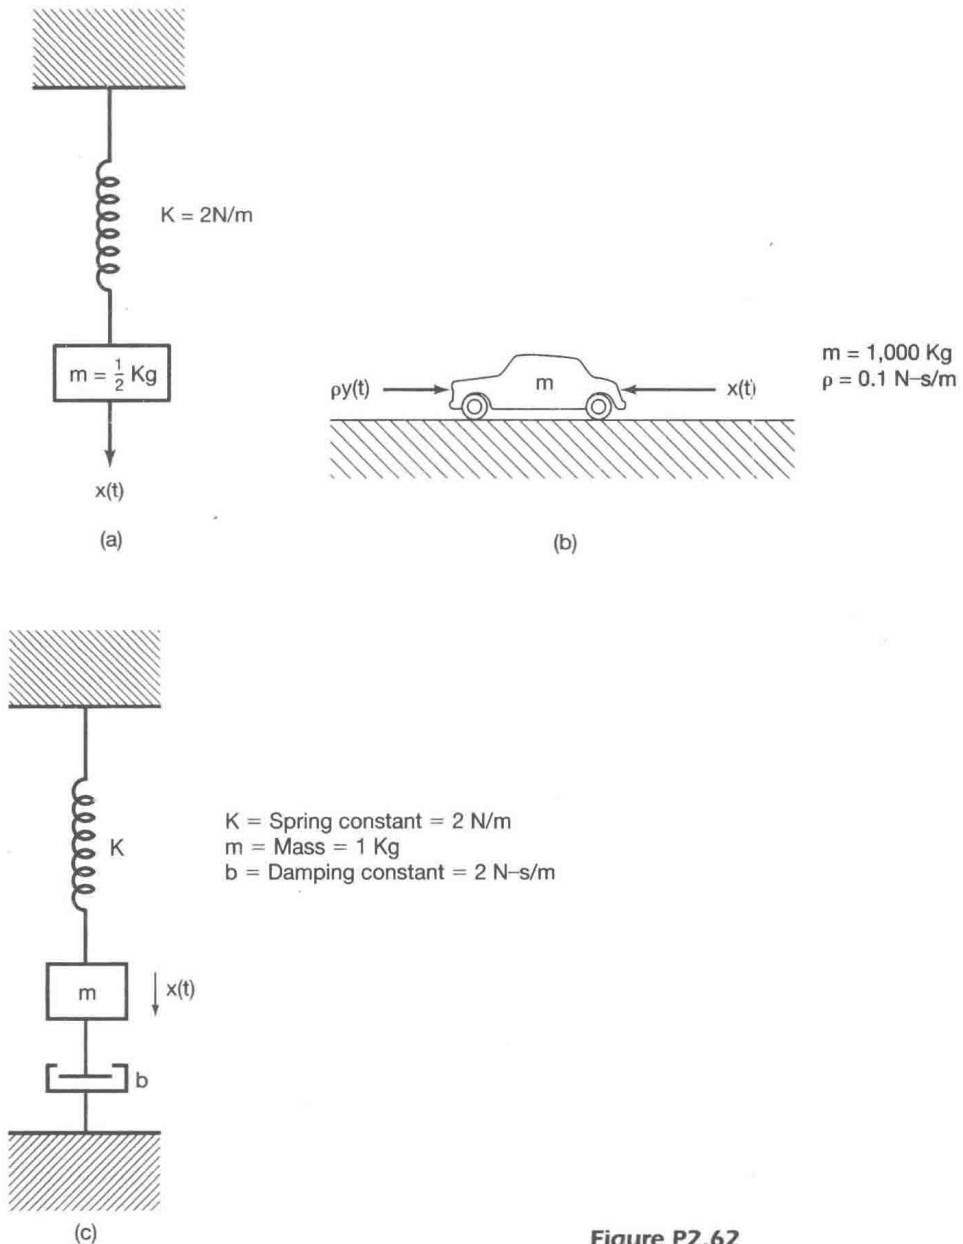 K = 2N/m
m = 1/2 Kg
x(t)
(a)
ρy(t)
m
x(t)
m = 1,000 Kg
ρ = 0.1 N–s/m
(b)
K
K = Spring constant = 2 N/m
m = Mass = 1 Kg
b = Damping constant = 2 N–s/m
m
x(t)
b
(c)
Figure P2.62